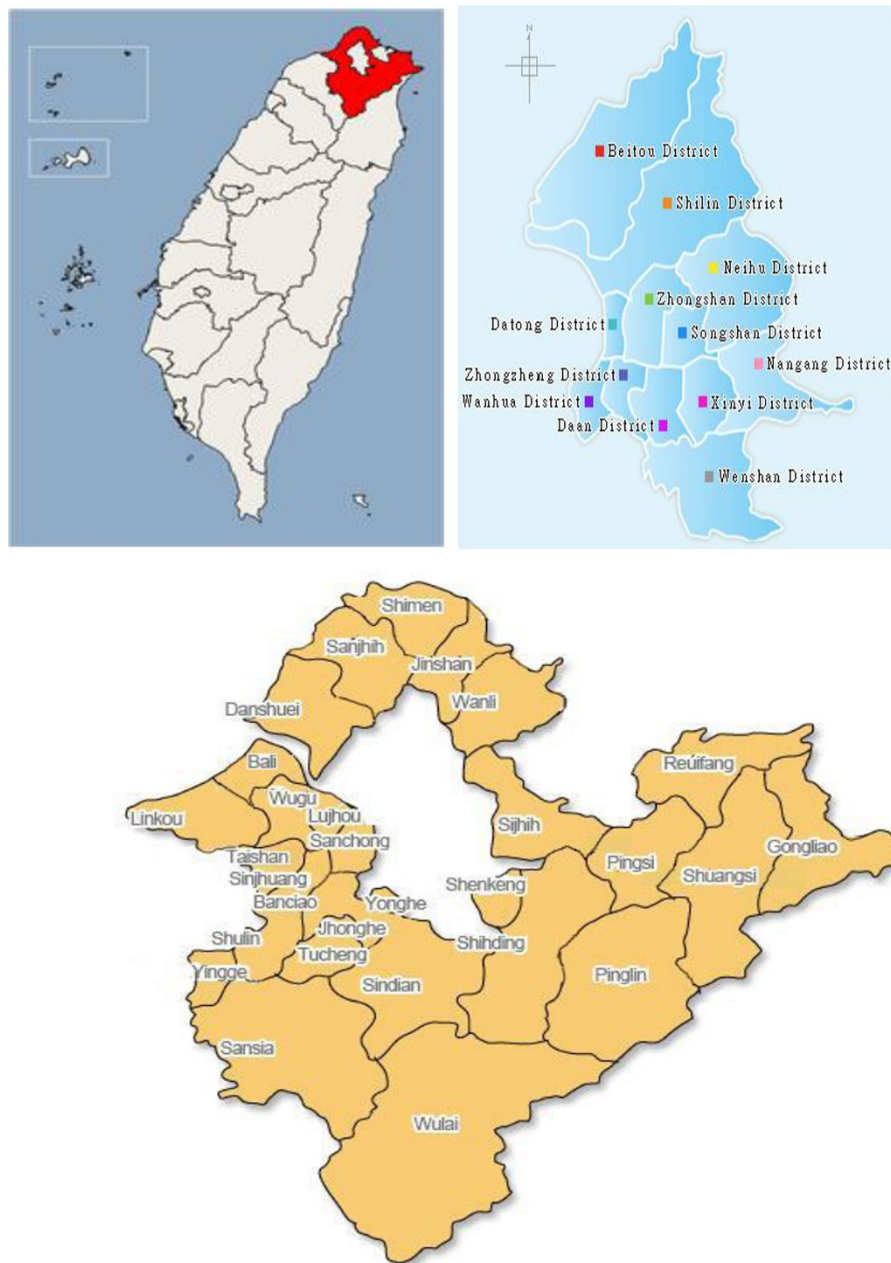 N
Beitou District
Shilin District
Neihu District
Zhongshan District
Datong District
Songshan District
Nangang District
Zhongzheng District
Wanhua District
Xinyi District
Daan District
Wenshan District
Shimen
Sanjhih
Jinshan
Wanli
Danshuei
Bali
Reuifang
Wugu
Linkou
Lujhou
Sijhih
Sanchong
Gongliao
Taishan
Pingsi
Sinjhuang
Shenkeng
Shuangsi
Banciao
Yonghe
Jhonghe
Shulin
Shihding
Tucheng
Yingge
Sindian
Pinglin
Sansia
Wulai